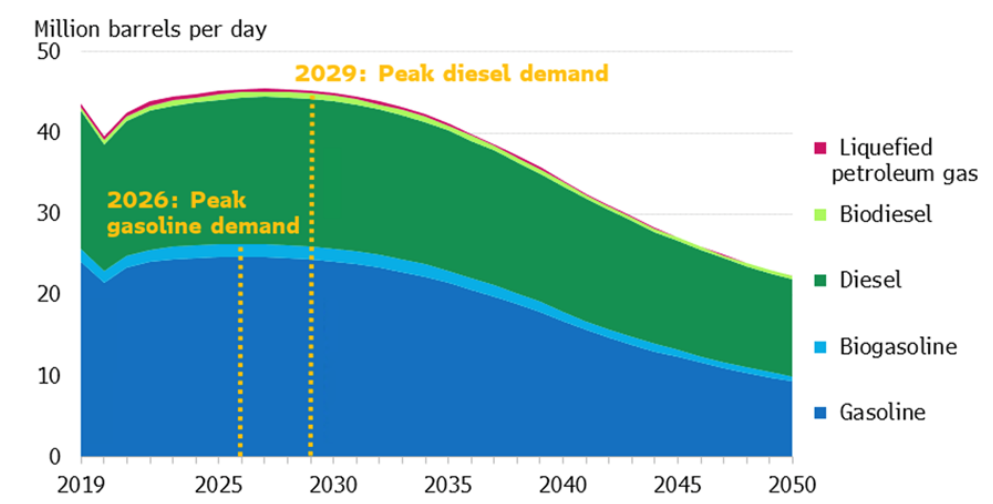 Million barrels per day
50
2029: Peak diesel demand
40
Liquefied
petroleum gas
2026: Peak
gasoline demand
30
Biodiesel
20
Diesel
Biogasoline
10
Gasoline
0
2019
2025
2030
2035
2040
2045
2050